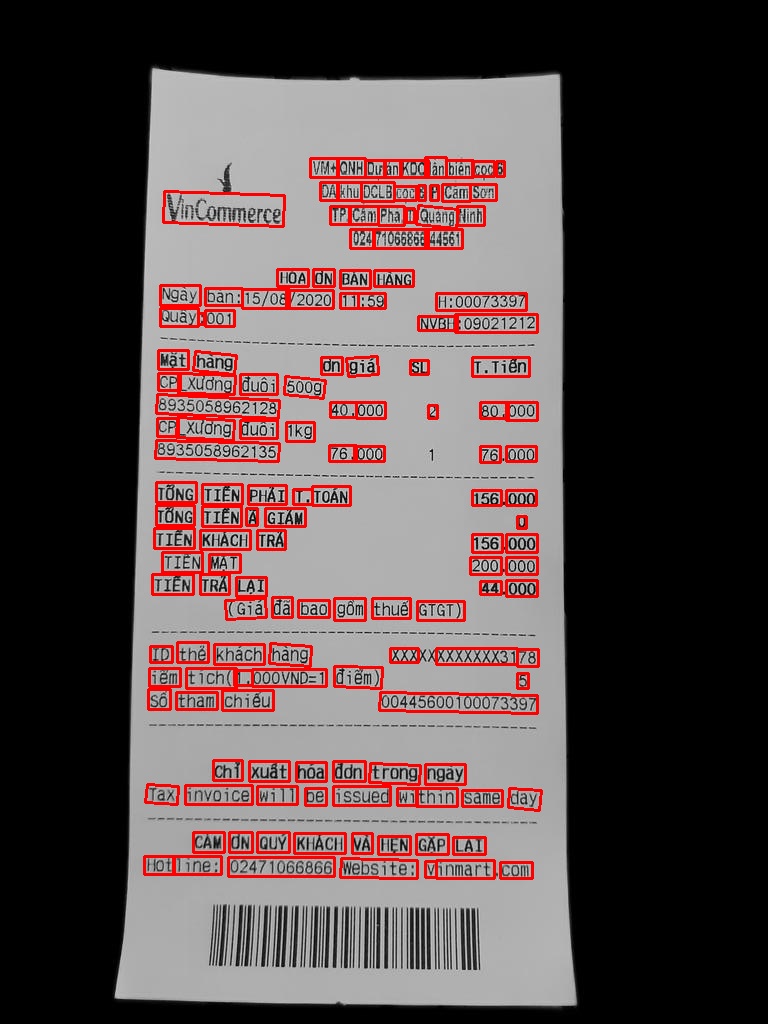 VinCommerce
VM+ QNH Dự án KDC lấn biển cọc 6
DA khu DCLB cọc 6 P. Cẩm Sơn
TP. Cẩm Phả, T. Quảng Ninh
024 71066866 44561
HÓA ĐƠN BÁN HÀNG
Ngày bán:15/08/2020 11:59 HĐ:00073397
Quầy:001 NVBH:09021212
Mặt hàng Đơn giá SL T.Tiền
CP_Xương đuôi 500g
8935058962128 40.000 2 80.000
CP_Xương đuôi 1kg
8935058962135 76.000 1 76.000
TỔNG TIỀN PHẢI T.TOÁN 156.000
TỔNG TIỀN ĐÃ GIẢM 0
TIỀN KHÁCH TRẢ 156.000
TIỀN MẶT 200.000
TIỀN TRẢ LẠI 44.000
(Giá đã bao gồm thuế GTGT)
ID thẻ khách hàng XXXXXXXXXXXX3178
Điểm tích(1.000VND=1 điểm) 5
Số tham chiếu 00445600100073397
Chỉ xuất hóa đơn trong ngày
Tax invoice will be issued within same day
CẢM ƠN QUÝ KHÁCH VÀ HẸN GẶP LẠI
Hotline: 02471066866 Website: vinmart.com